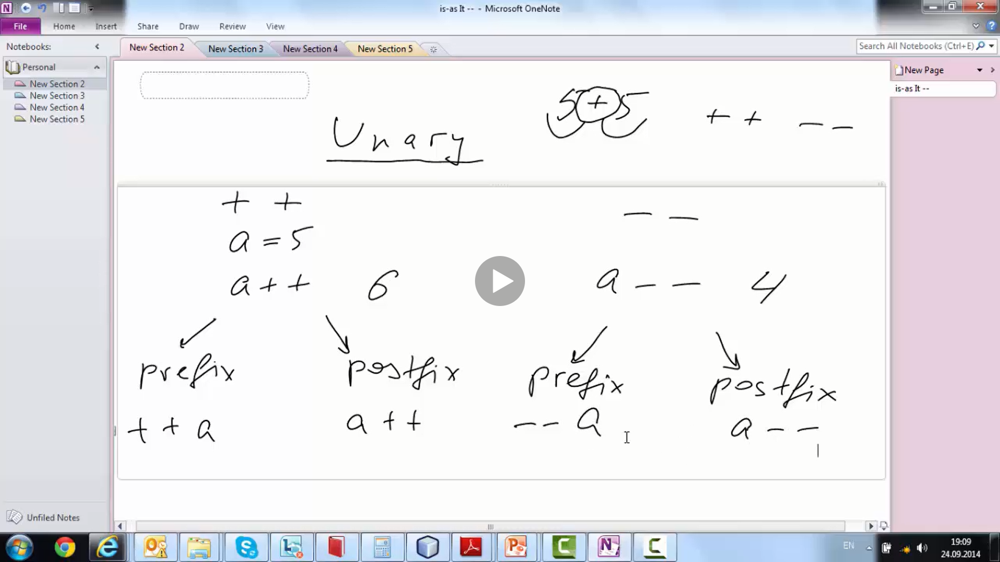 is-as It -- - Microsoft OneNote
File Home Insert Share Draw Review View
Notebooks:
New Section 2 New Section 3 New Section 4 New Section 5
Search All Notebooks (Ctrl+E)
Personal
New Section 2
New Section 3
New Section 4
New Section 5
New Page
is-as It --
5 + 5 + + - -
Unary
+ + - -
a = 5
a + + 6 a - - 4
prefix postfix prefix postfix
+ + a a + + - - a a - -
Unfiled Notes
EN
19:09
24.09.2014